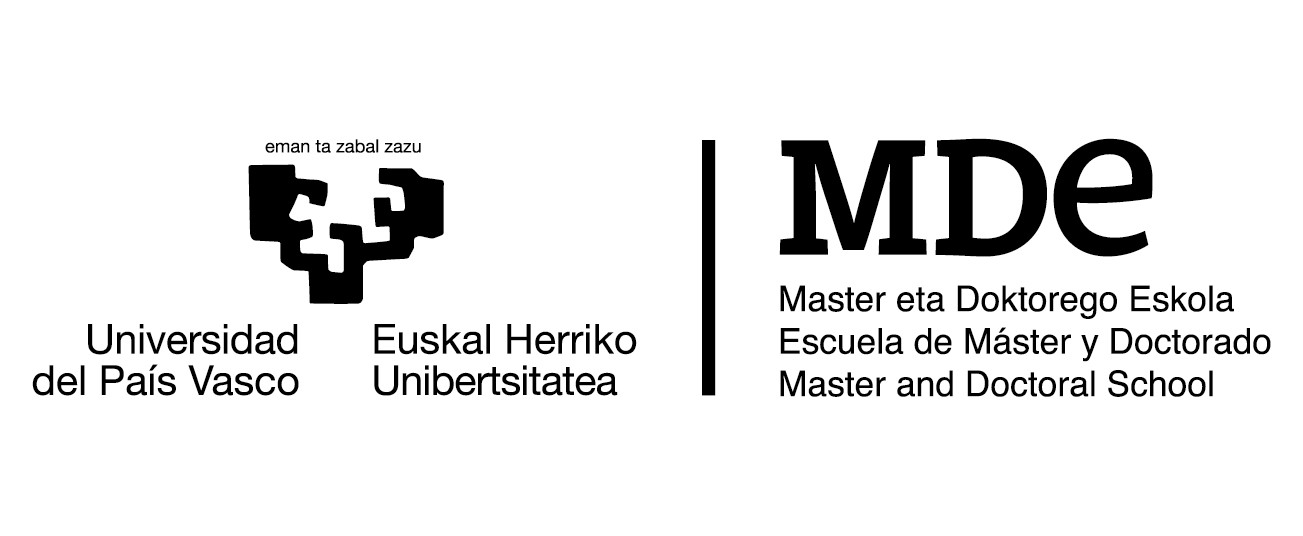 eman ta zabal zazu
Universidad
del País Vasco
Euskal Herriko
Unibertsitatea
MDe
Master eta Doktorego Eskola
Escuela de Máster y Doctorado
Master and Doctoral School